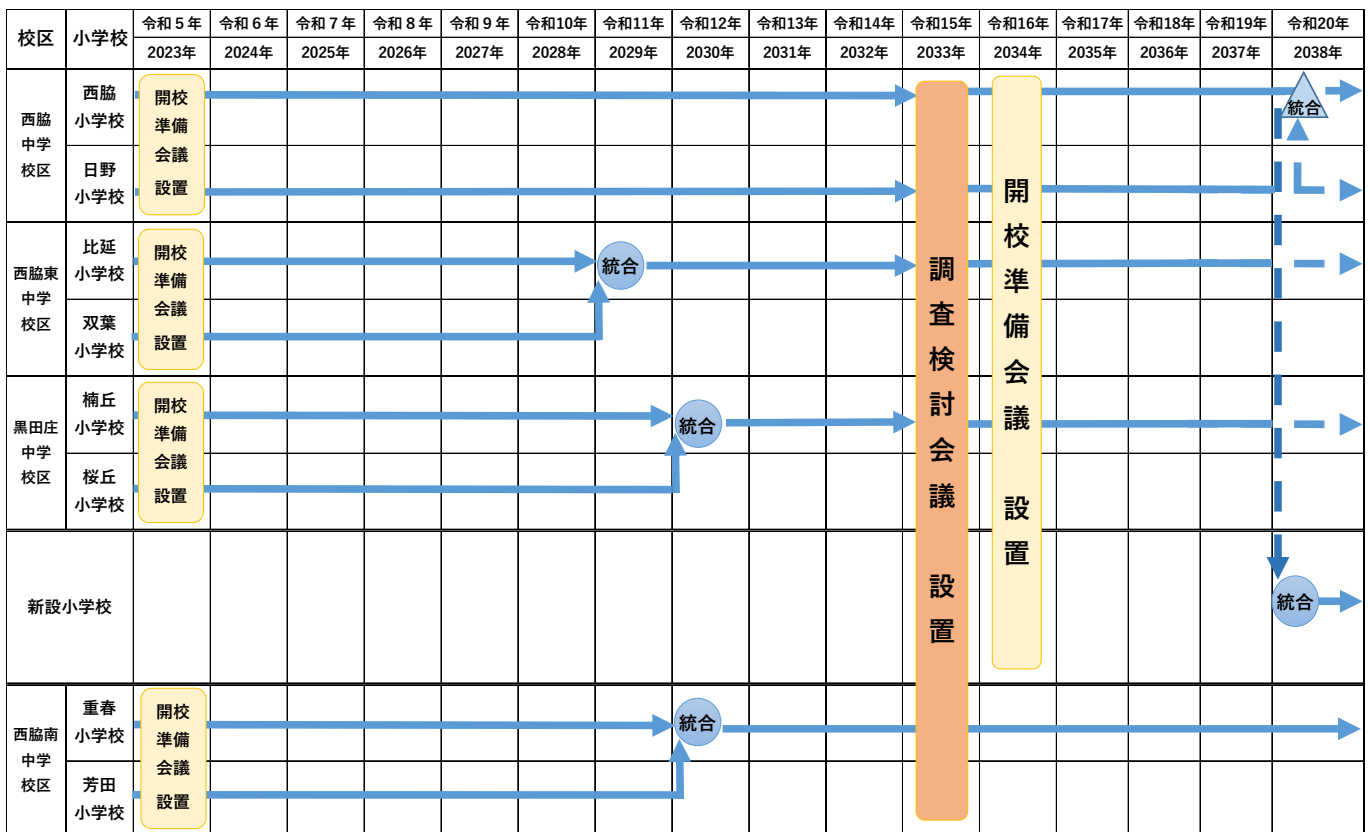 校区
小学校
令和５年 令和６年 令和７年 令和８年 令和９年 令和10年 令和11年 令和12年 令和13年 令和14年 令和15年 令和16年 令和17年 令和18年 令和19年 令和20年
2023年 2024年 2025年 2026年 2027年 2028年 2029年 2030年 2031年 2032年 2033年 2034年 2035年 2036年 2037年 2038年
西脇
中学
校区
西脇
小学校
日野
小学校
開校
準備
会議
設置
統合
西脇東
中学
校区
比延
小学校
双葉
小学校
開校
準備
会議
設置
統合
黒田庄
中学
校区
楠丘
小学校
桜丘
小学校
開校
準備
会議
設置
統合
調査検討会議 設置
開校準備会議 設置
新設小学校
統合
西脇南
中学
校区
重春
小学校
芳田
小学校
開校
準備
会議
設置
統合